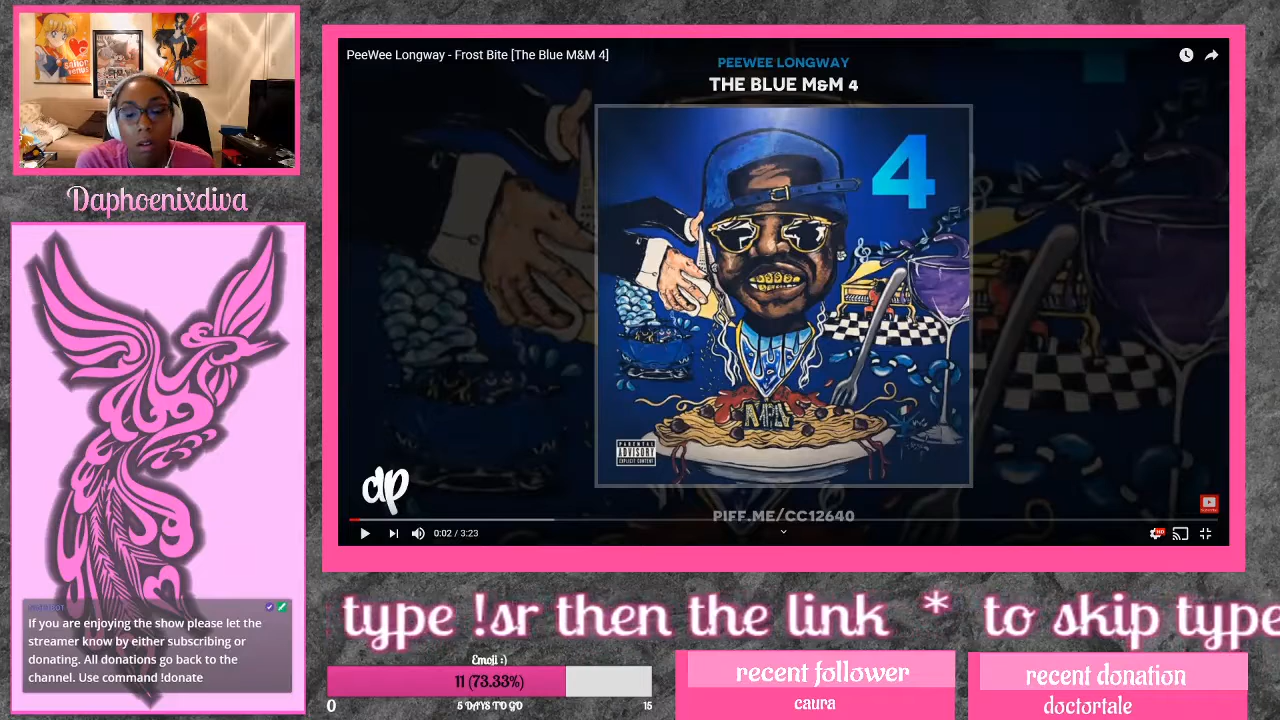 sailor
venus
Daphoenixdiva
If you are enjoying the show please let the
streamer know by either subscribing or
donating. All donations go back to the
channel. Use command !donate
PeeWee Longway - Frost Bite [The Blue M&M 4]
PEEWEE LONGWAY
THE BLUE M&M 4
4
MPA
PARENTAL
ADVISORY
EXPLICIT CONTENT
dp
PIFF.ME/CC12640
0:02 / 3:23
HD
type !sr then the link * to skip type
Emoji :)
11 (73.33%)
0
5 DAYS TO GO
15
recent follower
caura
recent donation
doctortale